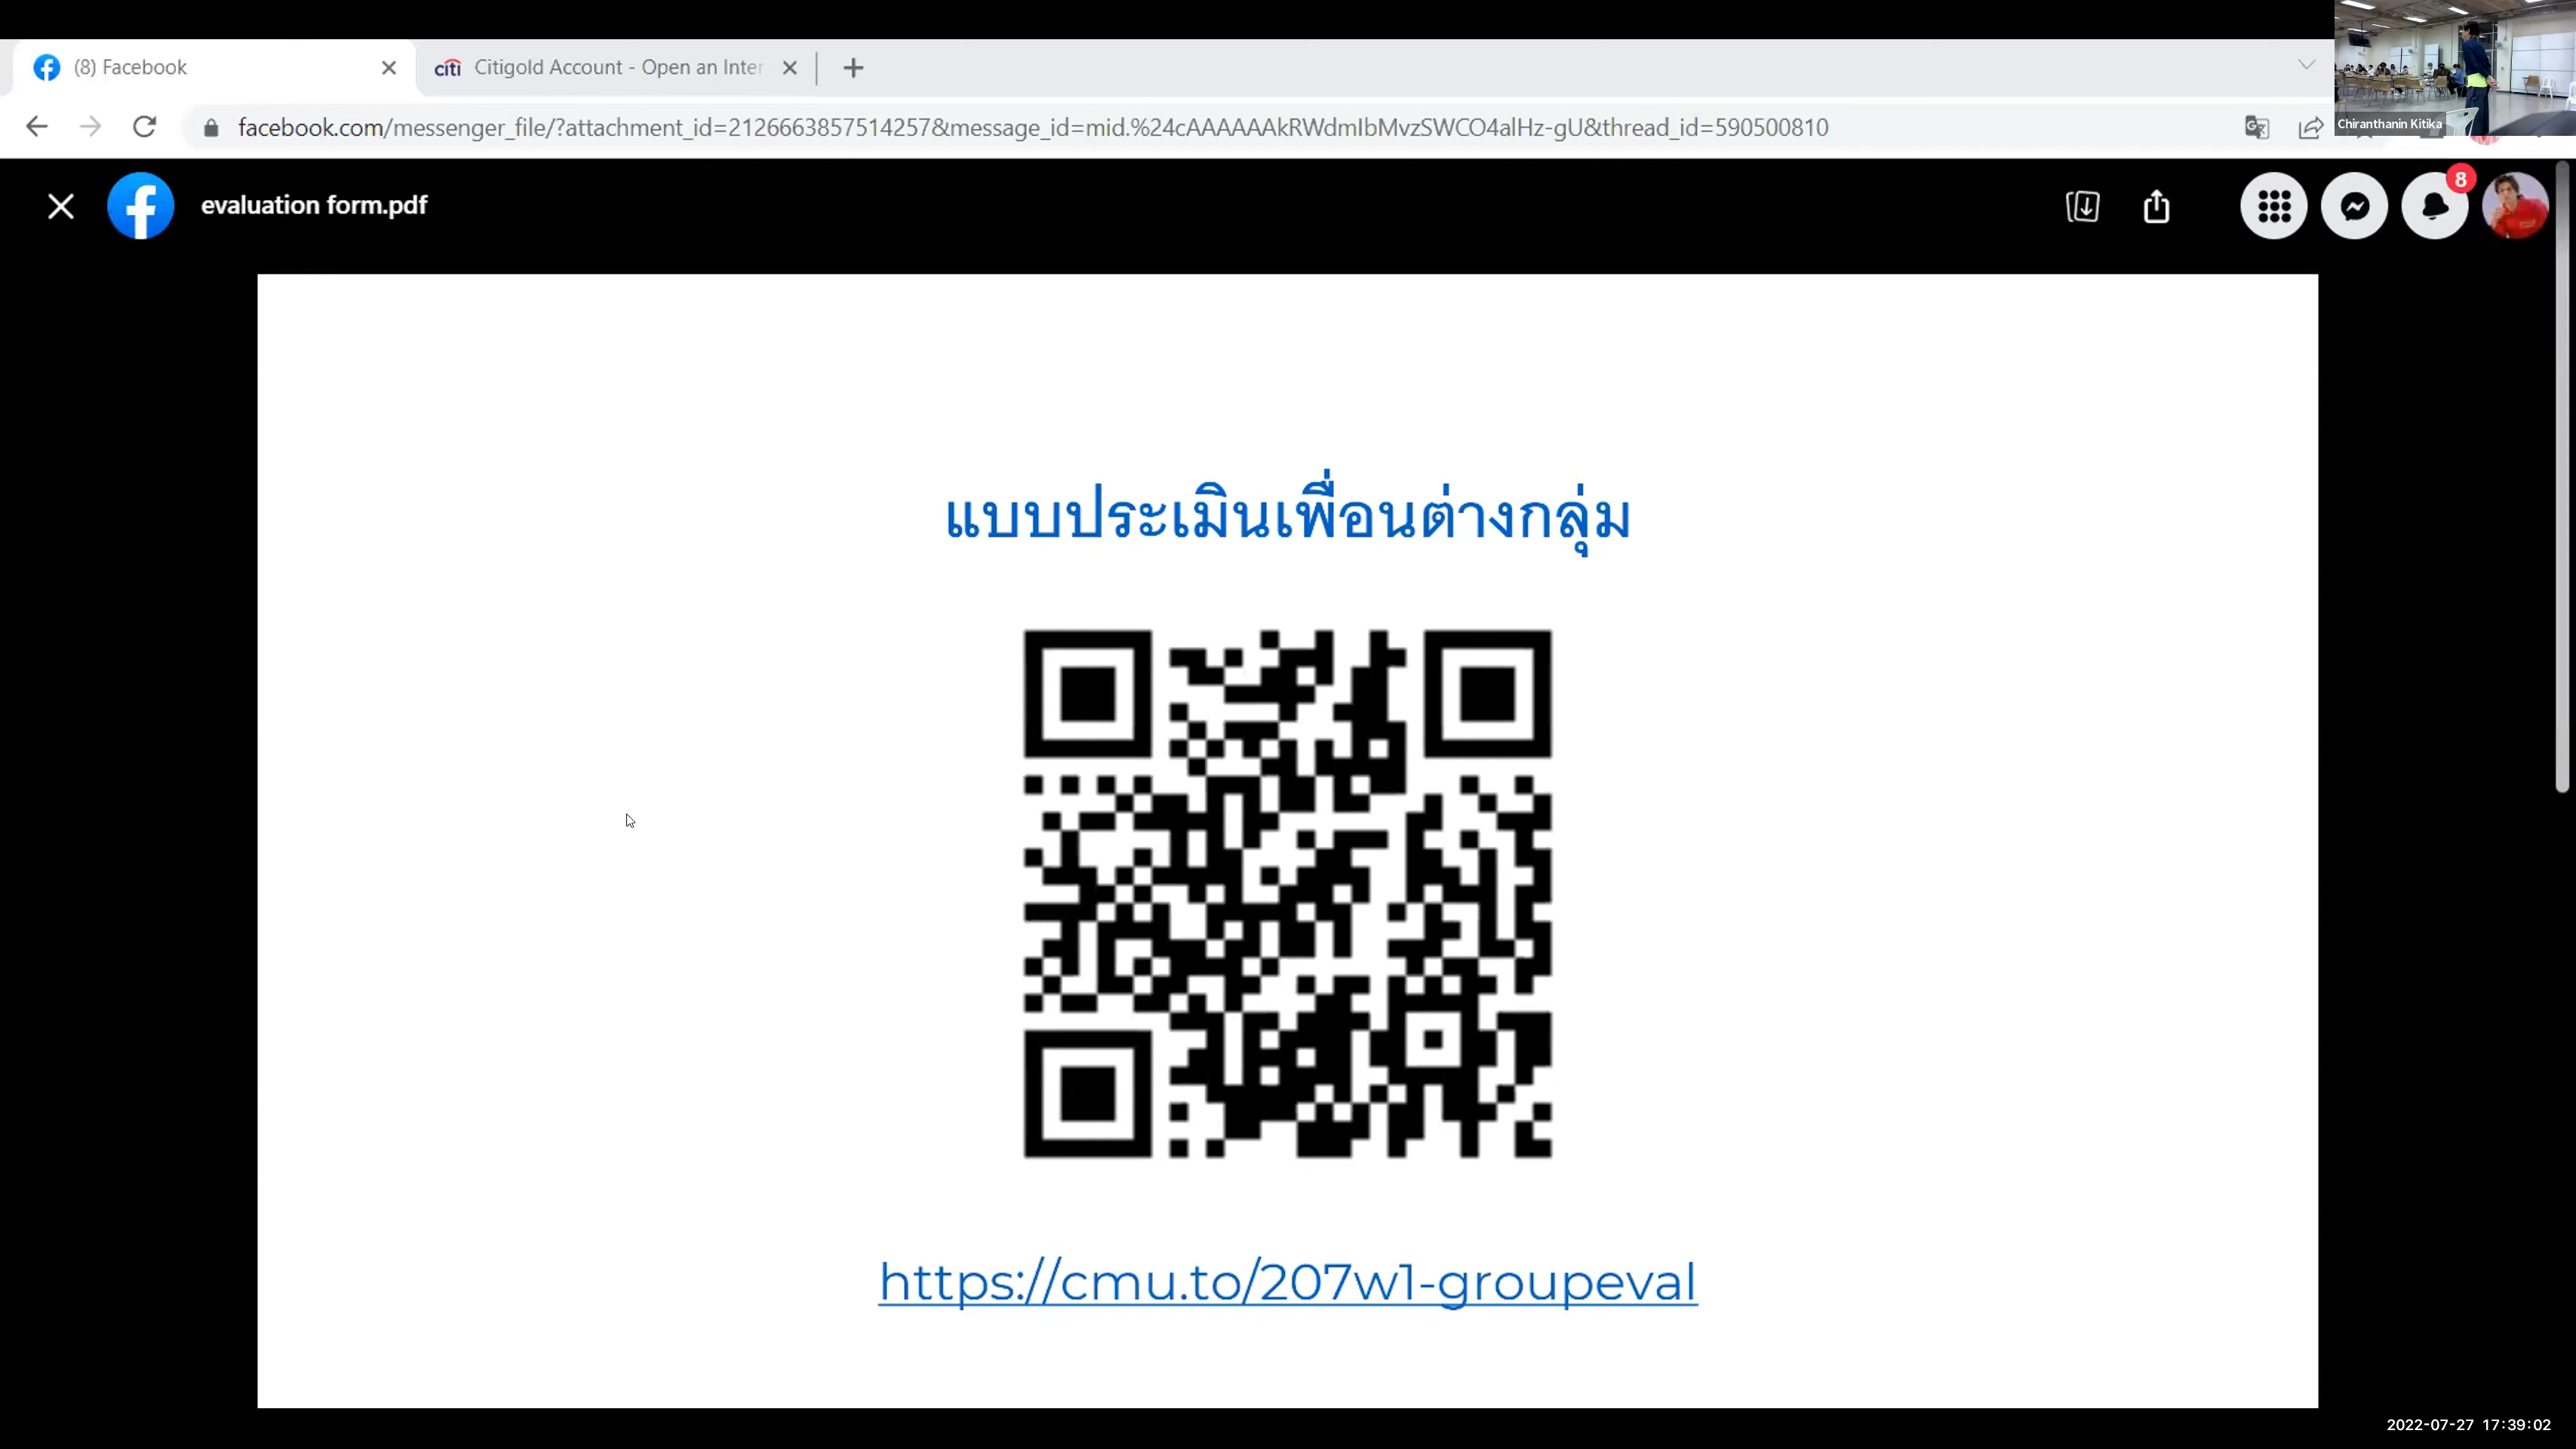 (8) Facebook
citi Citigold Account - Open an Inter
facebook.com/messenger_file/?attachment_id=2126663857514257&message_id=mid.%24cAAAAAAkRWdmIbMvzSWCO4alHz-gU&thread_id=590500810
Chiranthanin Kitika
evaluation form.pdf
8
แบบประเมินเพื่อนต่างกลุ่ม
https://cmu.to/207w1-groupeval
2022-07-27 17:39:02